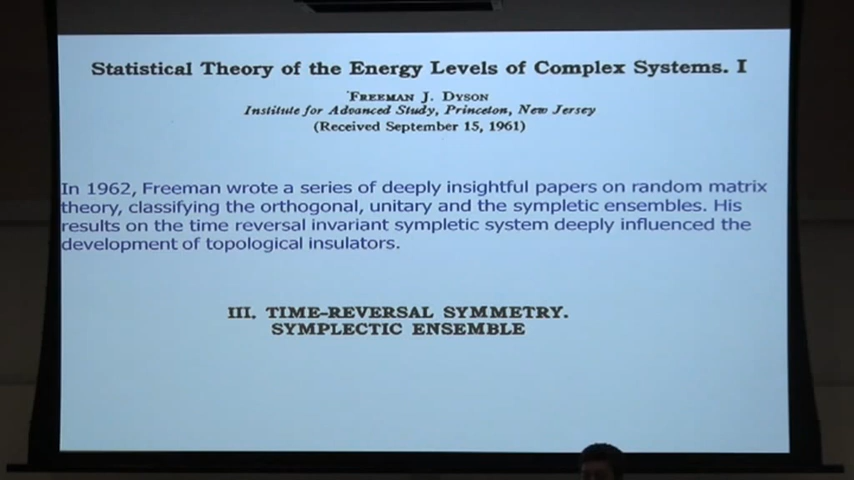 Statistical Theory of the Energy Levels of Complex Systems. I
FREEMAN J. DYSON
Institute for Advanced Study, Princeton, New Jersey
(Received September 15, 1961)
In 1962, Freeman wrote a series of deeply insightful papers on random matrix
theory, classifying the orthogonal, unitary and the sympletic ensembles. His
results on the time reversal invariant sympletic system deeply influenced the
development of topological insulators.
III. TIME-REVERSAL SYMMETRY.
SYMPLECTIC ENSEMBLE